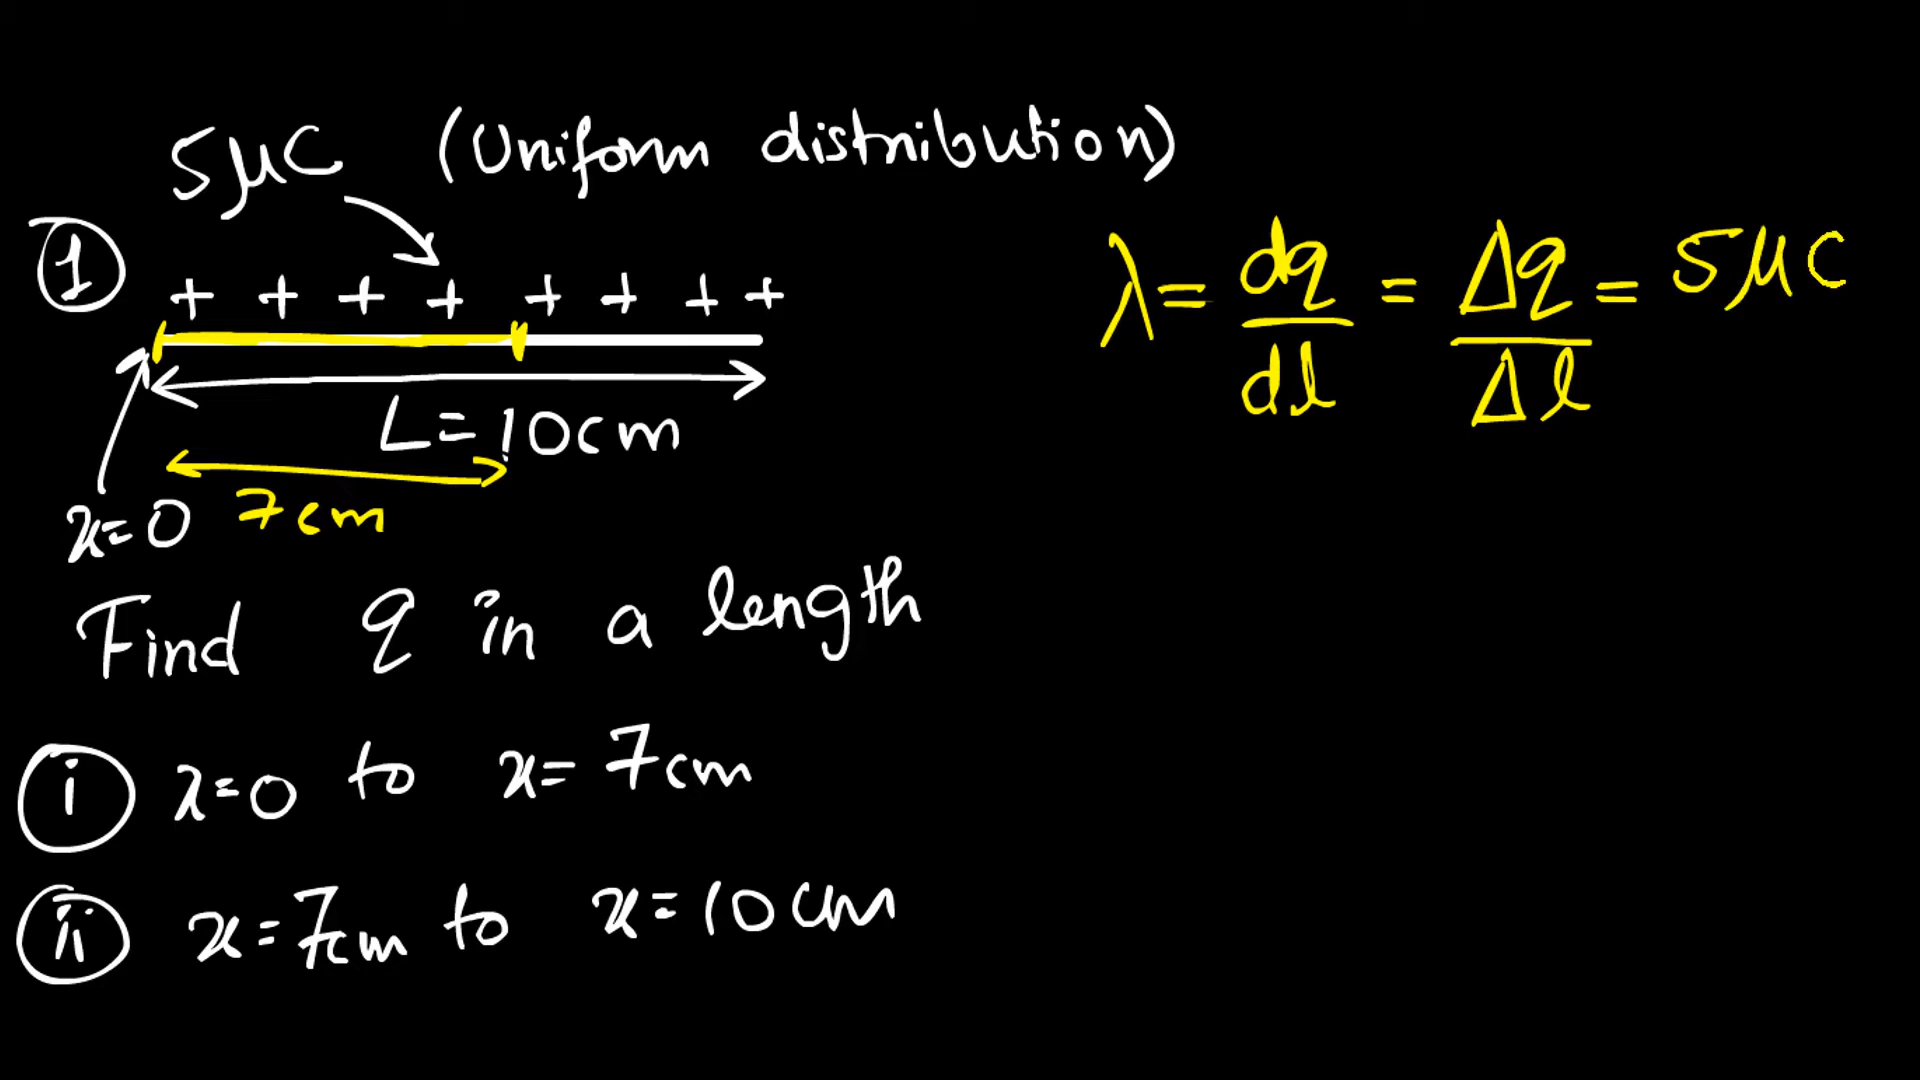 5μC (Uniform distribution)
① + + + + + + + +
L=10cm
x=0 7cm
Find q in a length
ⓘ x=0 to x=7cm
ⓘⓘ x=7cm to x=10cm
λ = dq/dl = Δq/Δl = 5μC